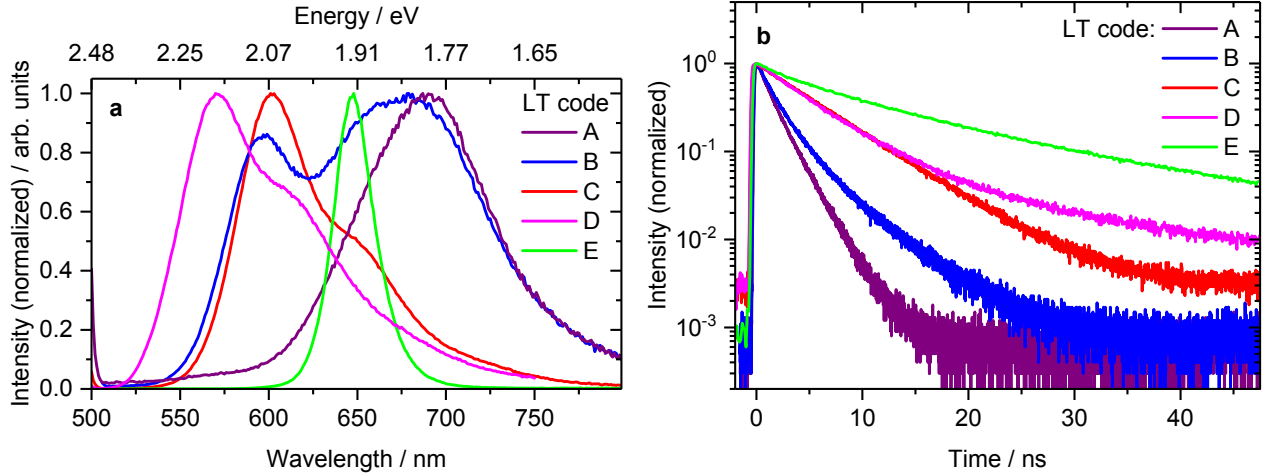 Energy / eV
2.48 2.25 2.07 1.91 1.77 1.65
Intensity (normalized) / arb. units
1.0
0.8
0.6
0.4
0.2
0.0
a
LT code
A
B
C
D
E
500 550 600 650 700 750
Wavelength / nm
Intensity (normalized)
10⁰
10⁻¹
10⁻²
10⁻³
b
LT code:
A
B
C
D
E
0 10 20 30 40
Time / ns